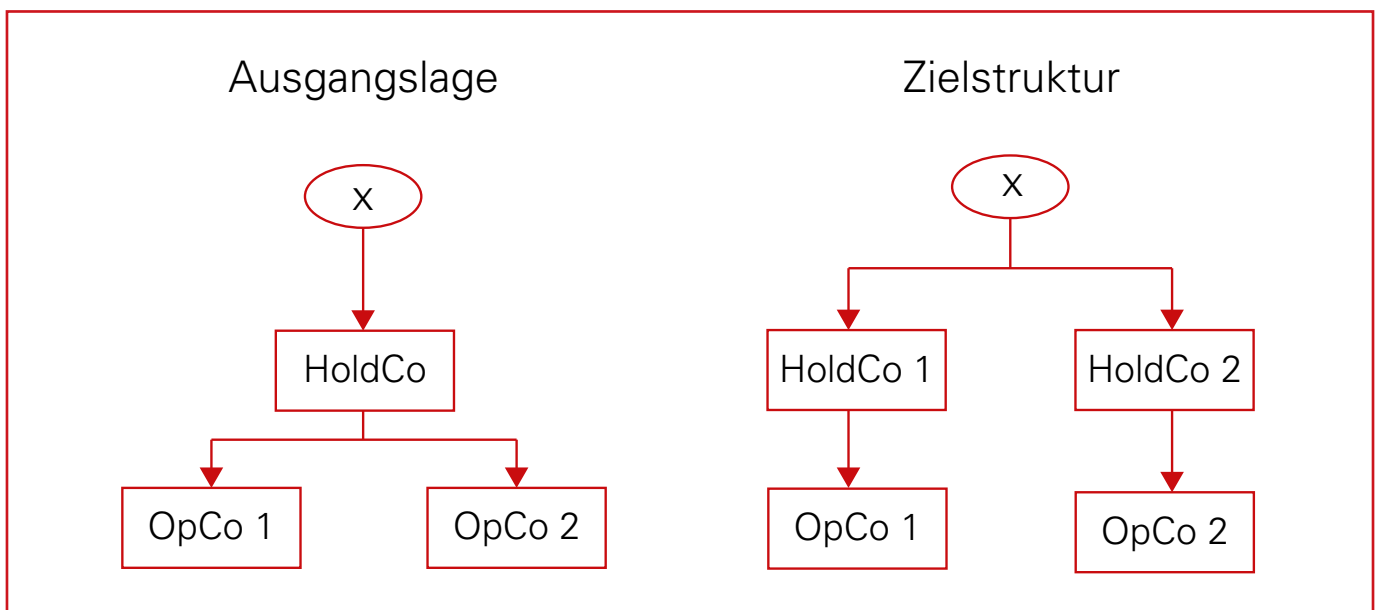 Ausgangslage
Zielstruktur
X
X
HoldCo
HoldCo 1
HoldCo 2
OpCo 1
OpCo 2
OpCo 1
OpCo 2